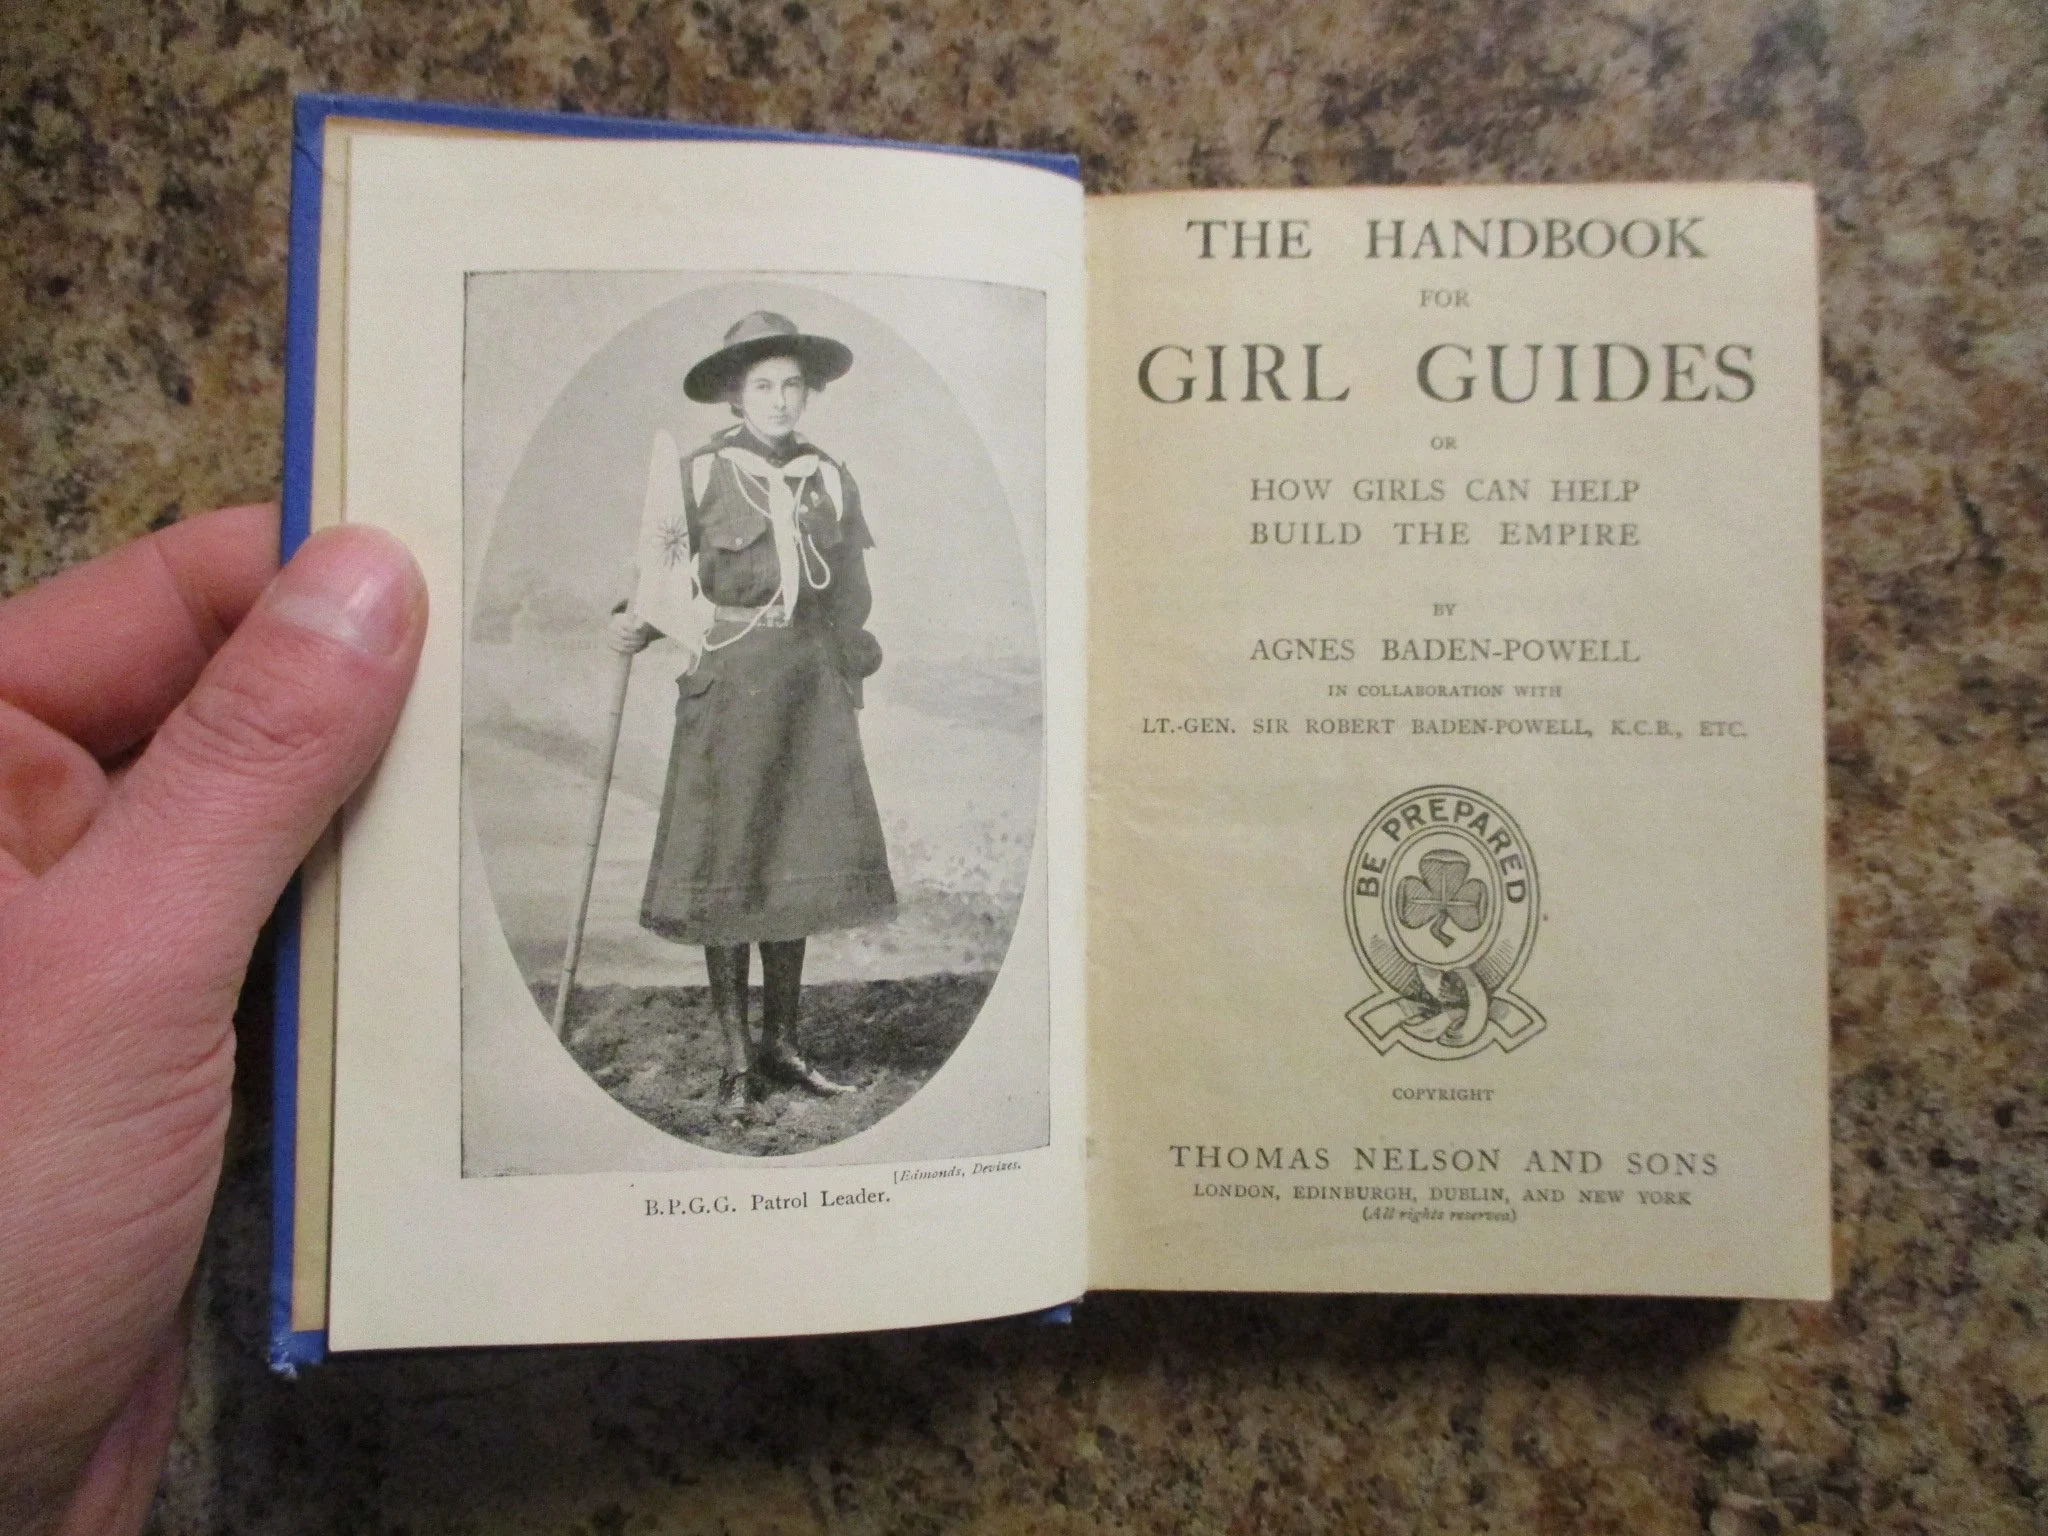 [Edmonds, Devizes.
B.P.G.G. Patrol Leader.
THE HANDBOOK
FOR
GIRL GUIDES
OR
HOW GIRLS CAN HELP
BUILD THE EMPIRE
BY
AGNES BADEN-POWELL
IN COLLABORATION WITH
LT.-GEN. SIR ROBERT BADEN-POWELL, K.C.B., ETC.
BE PREPARED
COPYRIGHT
THOMAS NELSON AND SONS
LONDON, EDINBURGH, DUBLIN, AND NEW YORK
(All rights reserved)